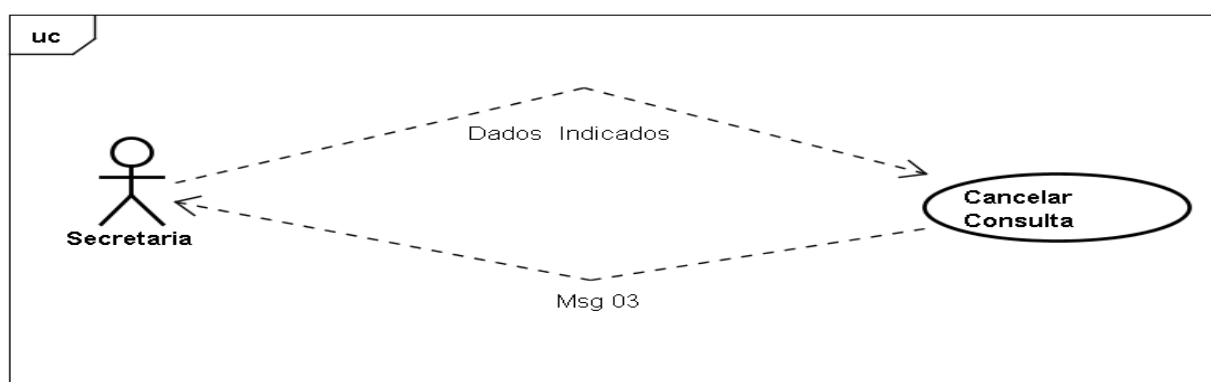 uc
Dados Indicados
Secretaria
Cancelar
Consulta
Msg 03